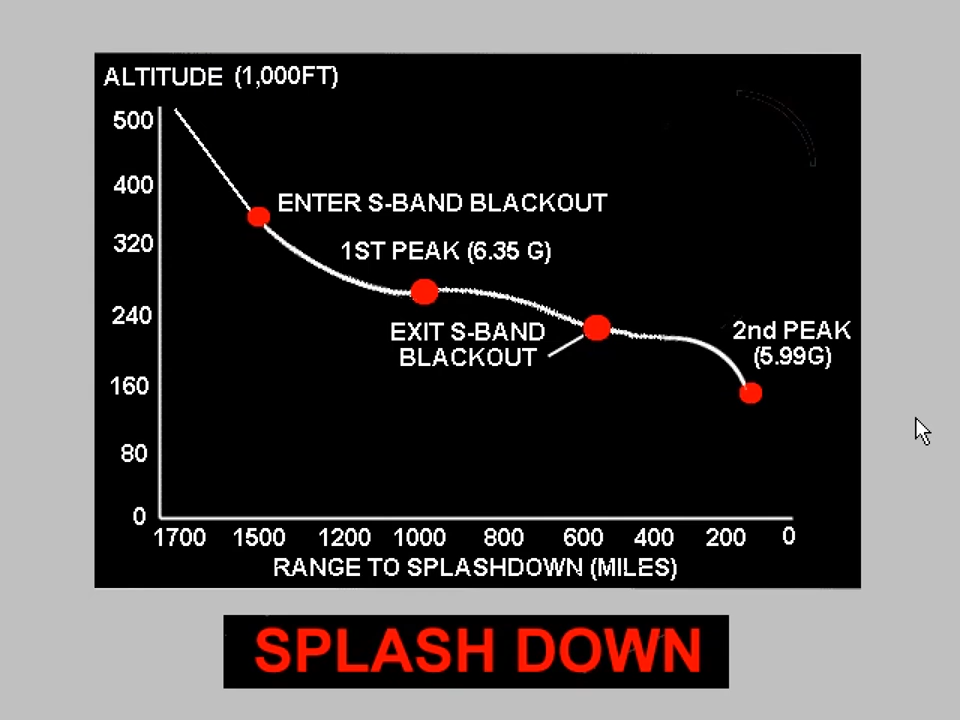 ALTITUDE (1,000FT)
500
400
ENTER S-BAND BLACKOUT
320
1ST PEAK (6.35 G)
240
EXIT S-BAND
BLACKOUT
2nd PEAK
(5.99G)
160
80
0
1700 1500 1200 1000 800 600 400 200 0
RANGE TO SPLASHDOWN (MILES)
SPLASH DOWN